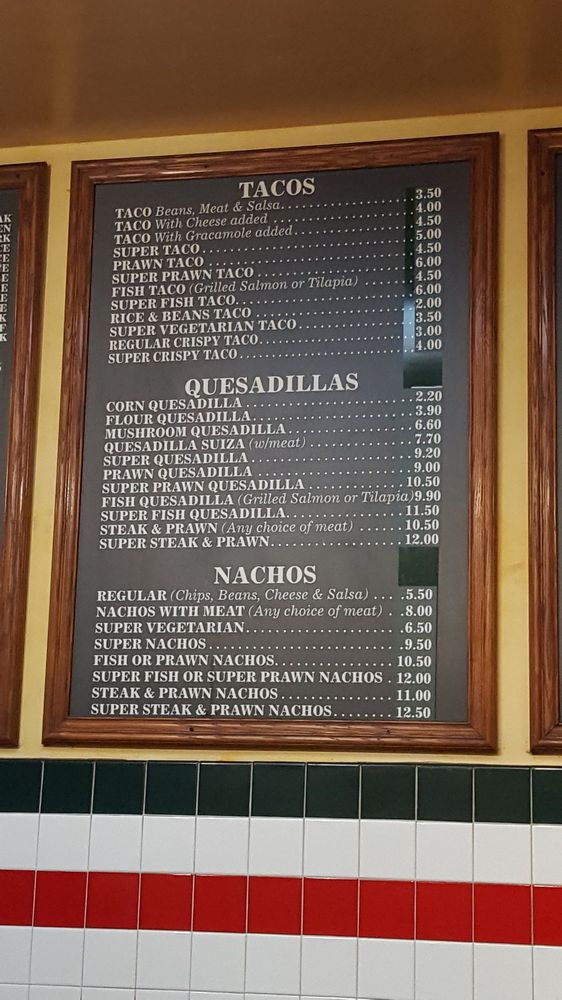 TACOS
TACO Beans, Meat & Salsa 3.50
TACO With Cheese added 4.00
TACO With Gracamole added 4.50
SUPER TACO 5.00
PRAWN TACO 4.50
SUPER PRAWN TACO 6.00
FISH TACO (Grilled Salmon or Tilapia) 4.50
SUPER FISH TACO 6.00
RICE & BEANS TACO 2.00
SUPER VEGETARIAN TACO 3.50
REGULAR CRISPY TACO 3.00
SUPER CRISPY TACO 4.00
QUESADILLAS
CORN QUESADILLA 2.20
FLOUR QUESADILLA 3.90
MUSHROOM QUESADILLA 6.60
QUESADILLA SUIZA (w/meat) 7.70
SUPER QUESADILLA 9.20
PRAWN QUESADILLA 9.00
SUPER PRAWN QUESADILLA 10.50
FISH QUESADILLA (Grilled Salmon or Tilapia) 9.90
SUPER FISH QUESADILLA 11.50
STEAK & PRAWN (Any choice of meat) 10.50
SUPER STEAK & PRAWN 12.00
NACHOS
REGULAR (Chips, Beans, Cheese & Salsa) 5.50
NACHOS WITH MEAT (Any choice of meat) 8.00
SUPER VEGETARIAN 6.50
SUPER NACHOS 9.50
FISH OR PRAWN NACHOS 10.50
SUPER FISH OR SUPER PRAWN NACHOS 12.00
STEAK & PRAWN NACHOS 11.00
SUPER STEAK & PRAWN NACHOS 12.50